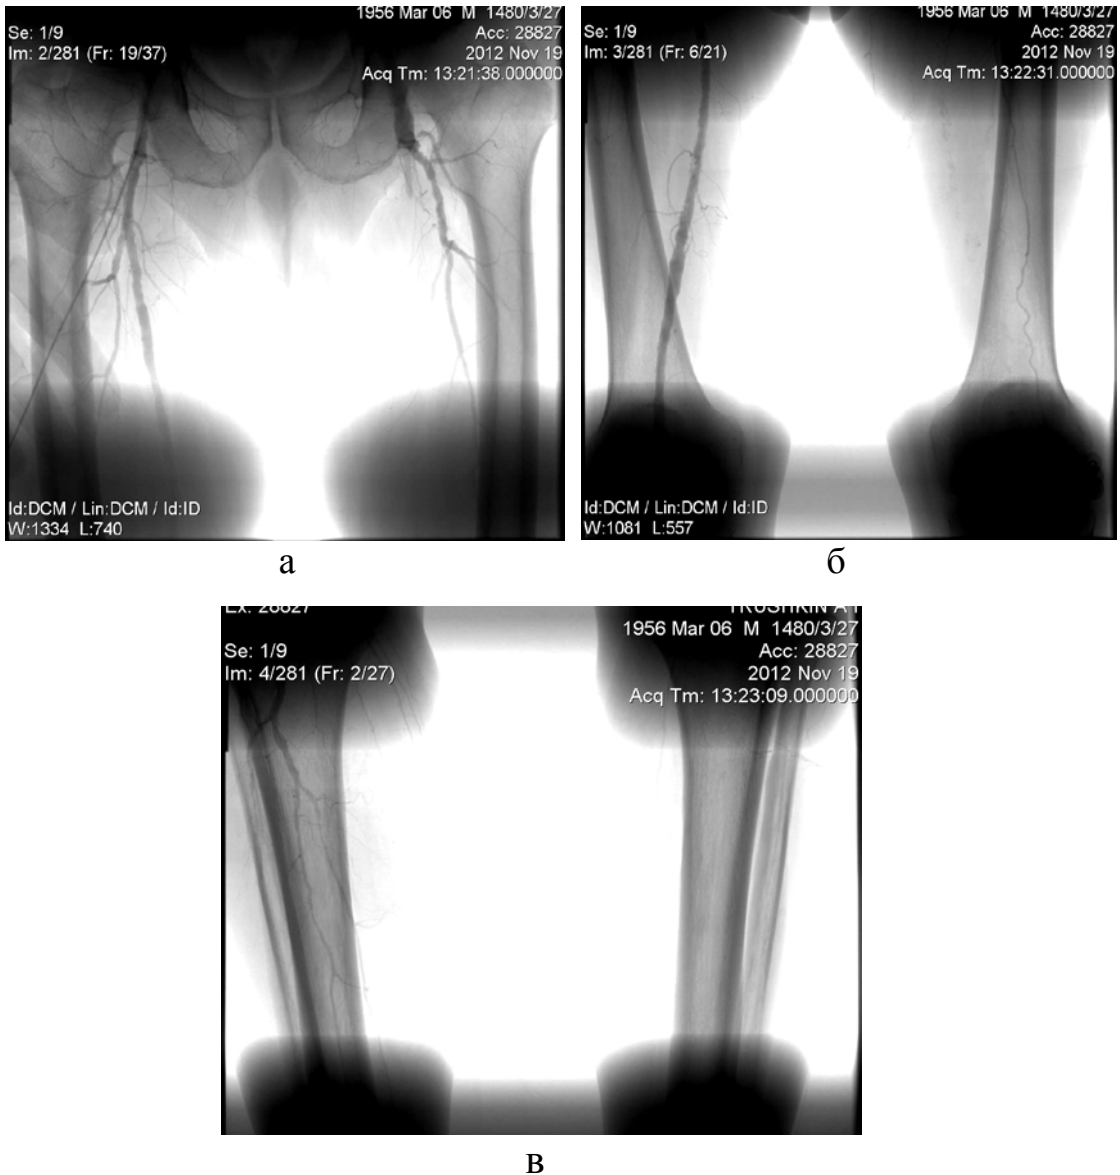 1956 Mar 06 M 1480/3/27
Se: 1/9
Acc: 28827
Im: 2/281 (Fr: 19/37)
2012 Nov 19
Acq Tm: 13:21:38.000000
Id:DCM / Lin:DCM / Id:ID
W:1334 L:740
а
1956 Mar 06 M 1480/3/27
Se: 1/9
Acc: 28827
Im: 3/281 (Fr: 6/21)
2012 Nov 19
Acq Tm: 13:22:31.000000
Id:DCM / Lin:DCM / Id:ID
W:1081 L:557
б
Ex: 28827
TRUSHKIN A I
1956 Mar 06 M 1480/3/27
Se: 1/9
Acc: 28827
Im: 4/281 (Fr: 2/27)
2012 Nov 19
Acq Tm: 13:23:09.000000
в